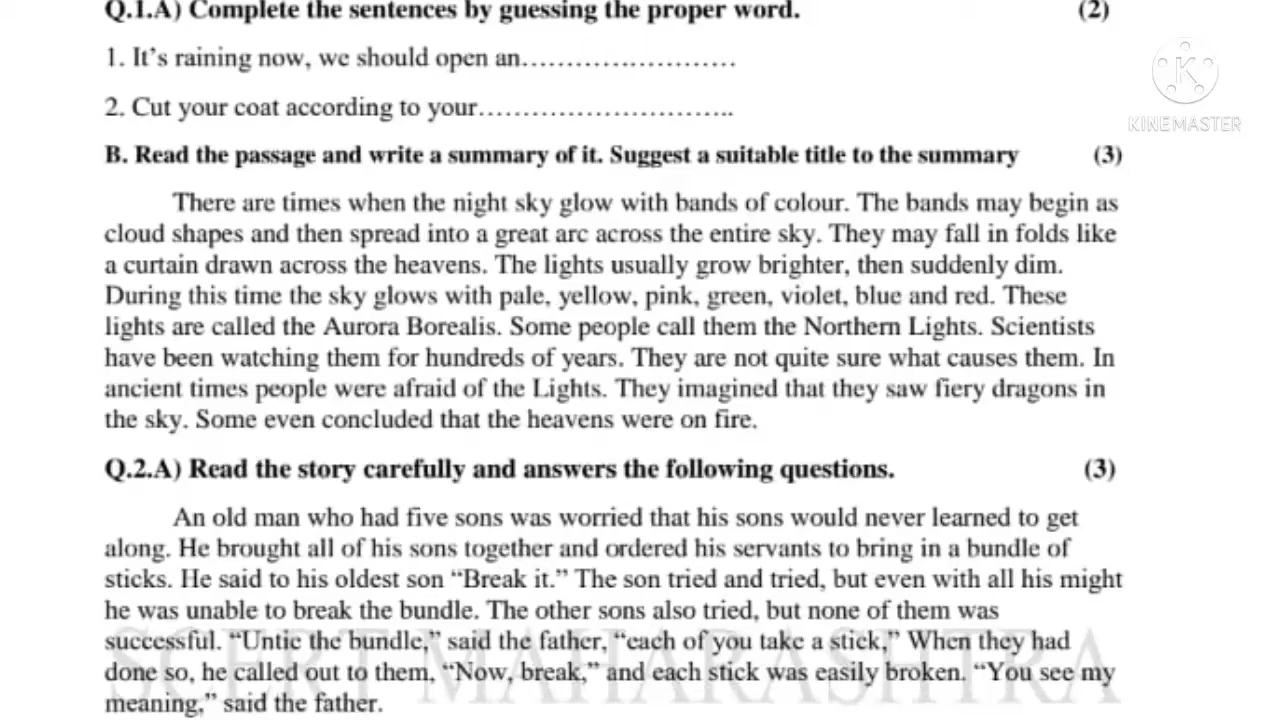 Q.1.A) Complete the sentences by guessing the proper word. (2)
1. It's raining now, we should open an……………………
2. Cut your coat according to your……………………….
KINEMASTER
B. Read the passage and write a summary of it. Suggest a suitable title to the summary (3)
There are times when the night sky glow with bands of colour. The bands may begin as
cloud shapes and then spread into a great arc across the entire sky. They may fall in folds like
a curtain drawn across the heavens. The lights usually grow brighter, then suddenly dim.
During this time the sky glows with pale, yellow, pink, green, violet, blue and red. These
lights are called the Aurora Borealis. Some people call them the Northern Lights. Scientists
have been watching them for hundreds of years. They are not quite sure what causes them. In
ancient times people were afraid of the Lights. They imagined that they saw fiery dragons in
the sky. Some even concluded that the heavens were on fire.
Q.2.A) Read the story carefully and answers the following questions. (3)
An old man who had five sons was worried that his sons would never learned to get
along. He brought all of his sons together and ordered his servants to bring in a bundle of
sticks. He said to his oldest son “Break it.” The son tried and tried, but even with all his might
he was unable to break the bundle. The other sons also tried, but none of them was
successful. “Untie the bundle,” said the father, “each of you take a stick,” When they had
done so, he called out to them, “Now, break,” and each stick was easily broken. “You see my
meaning,” said the father.
SCERT MAHARASHTRA